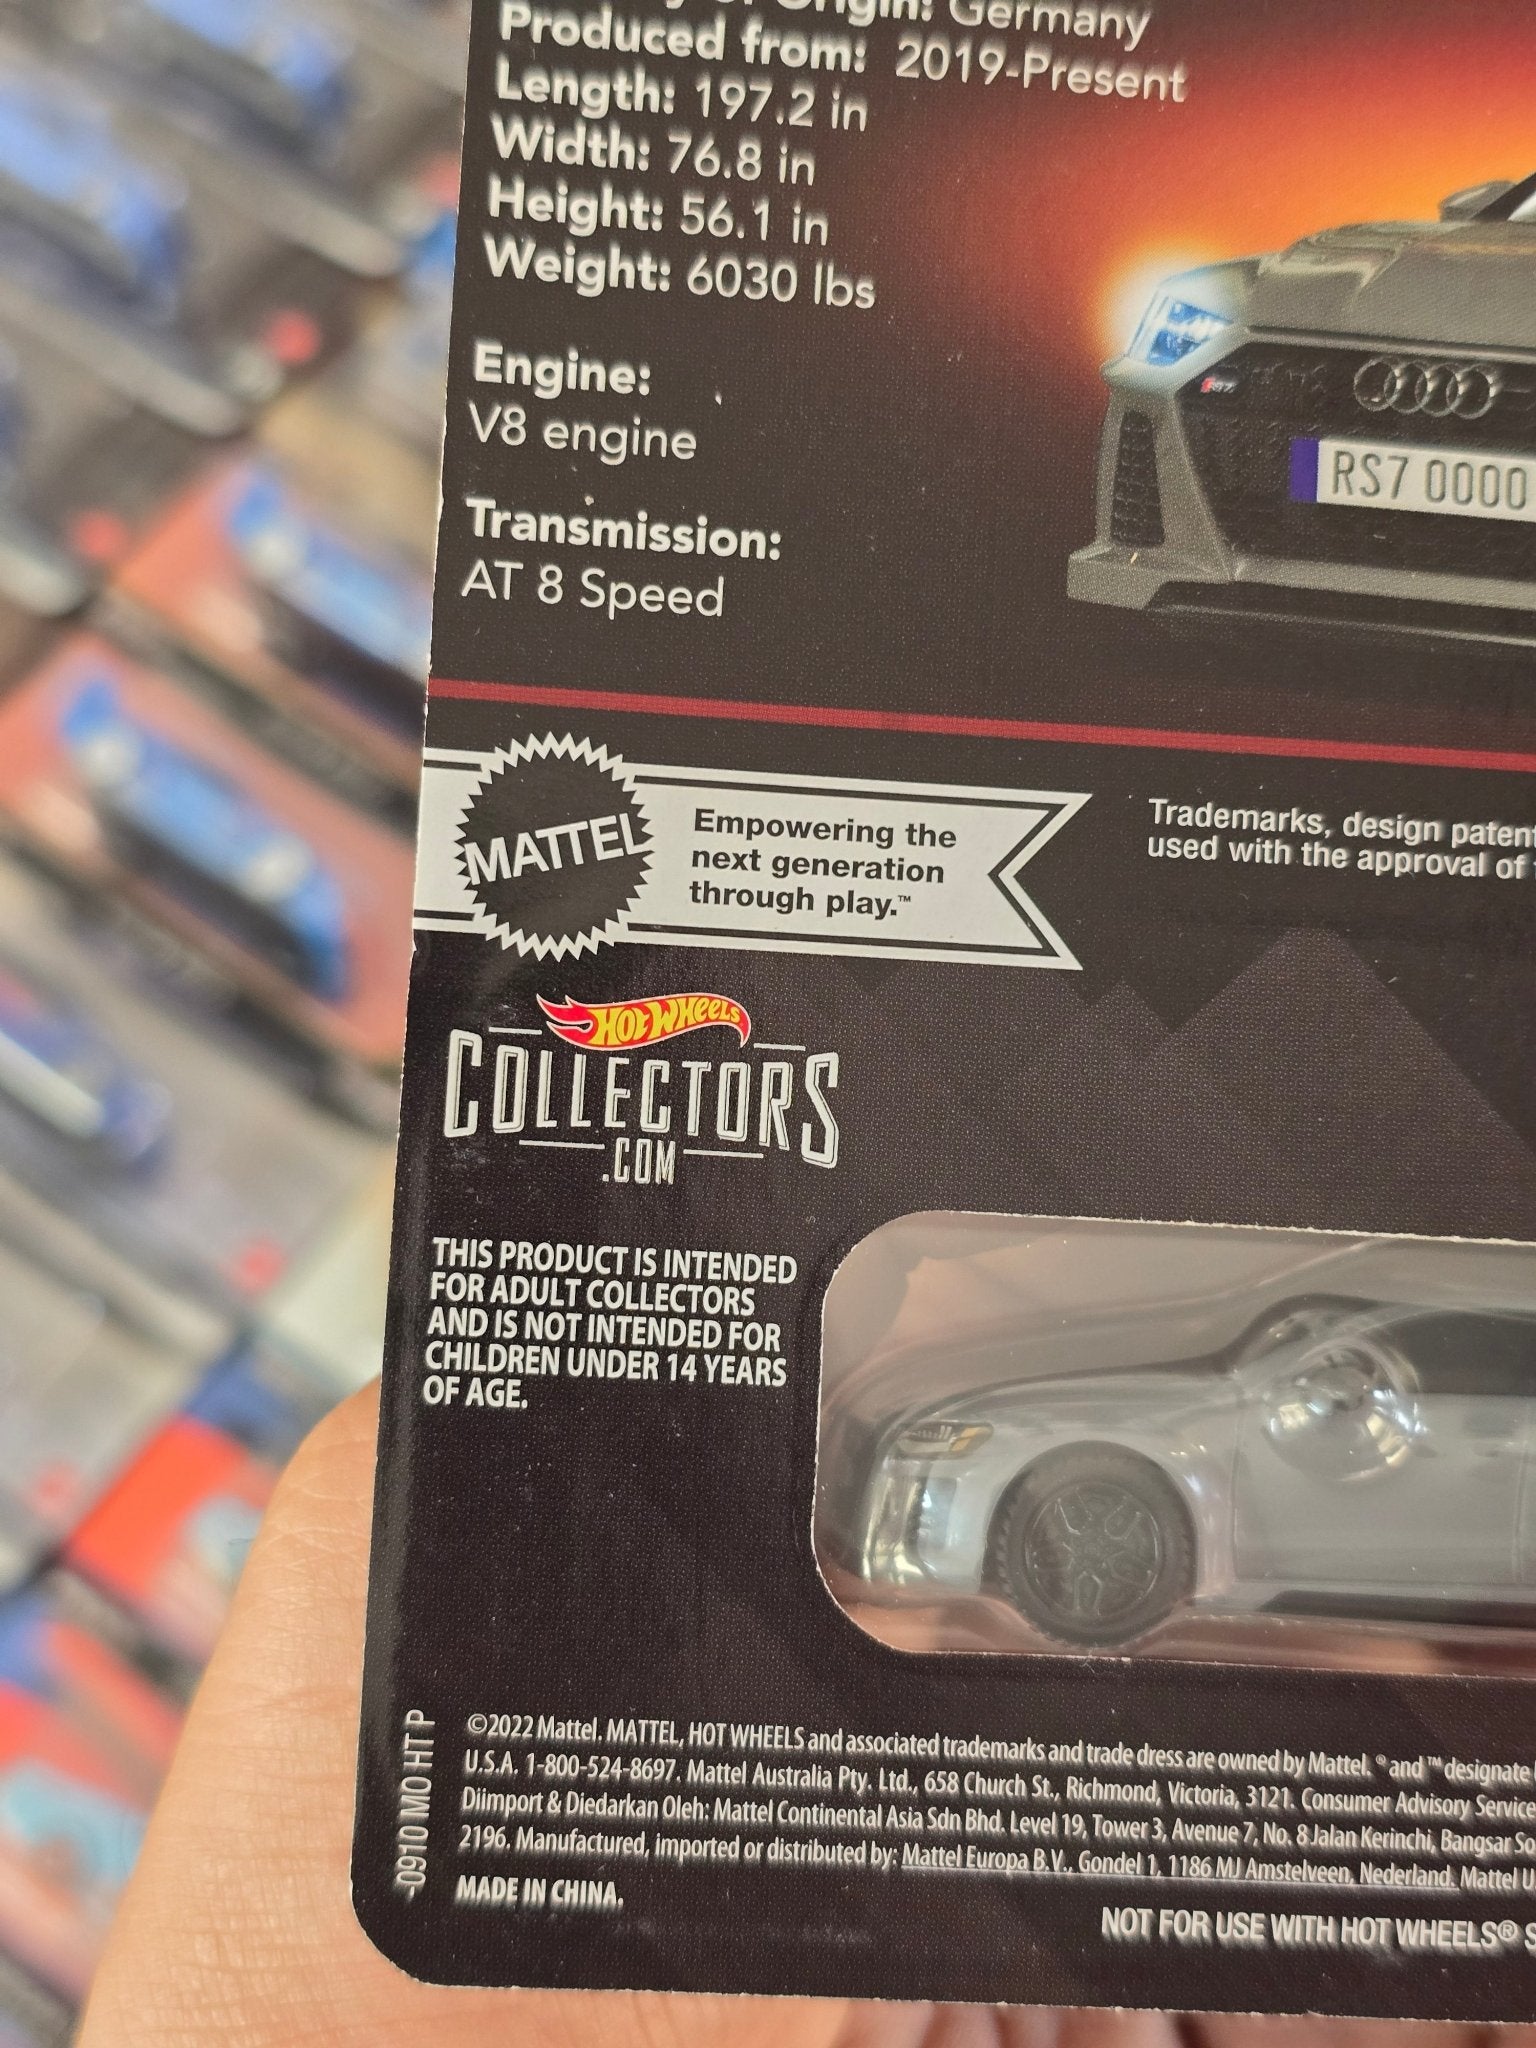 Origin: Germany
Produced from: 2019-Present
Length: 197.2 in
Width: 76.8 in
Height: 56.1 in
Weight: 6030 lbs
Engine:
V8 engine
Transmission:
AT 8 Speed
RS7 0000
MATTEL
Empowering the
next generation
through play.™
Trademarks, design
used with the approval of
HOT WHEELS
COLLECTORS
.COM
THIS PRODUCT IS INTENDED
FOR ADULT COLLECTORS
AND IS NOT INTENDED FOR
CHILDREN UNDER 14 YEARS
OF AGE.
-0910 MO HT P
©2022 Mattel. MATTEL, HOT WHEELS and associated trademarks and trade dress are owned by Mattel. ® and ™ designate
U.S.A. 1-800-524-8697. Mattel Australia Pty. Ltd., 658 Church St., Richmond, Victoria, 3121. Consumer Advisory Service
Diimport & Diedarkan Oleh: Mattel Continental Asia Sdn Bhd. Level 19, Tower 3, Avenue 7, No. 8 Jalan Kerinchi, Bangsar
2196. Manufactured, imported or distributed by: Mattel Europa B.V., Gondel 1, 1186 MJ Amstelveen, Nederland. Mattel
MADE IN CHINA.
NOT FOR USE WITH HOT WHEELS®